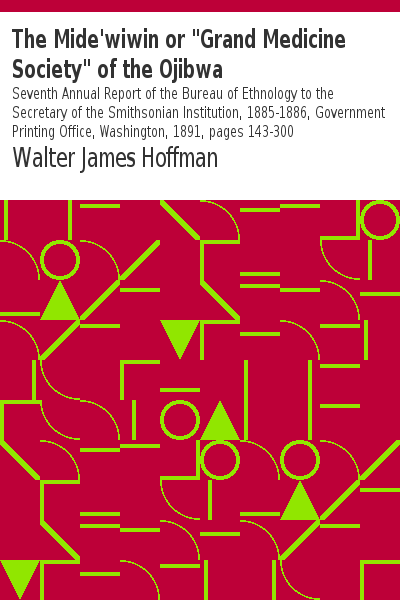 The Mide'wiwin or "Grand Medicine
Society" of the Ojibwa
Seventh Annual Report of the Bureau of Ethnology to the
Secretary of the Smithsonian Institution, 1885-1886, Government
Printing Office, Washington, 1891, pages 143-300
Walter James Hoffman